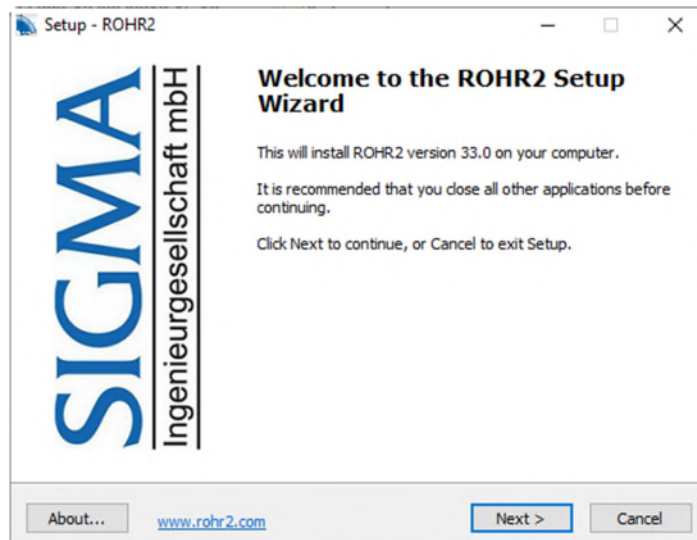 Setup - ROHR2
SIGMA
Ingenieurgesellschaft mbH
Welcome to the ROHR2 Setup
Wizard
This will install ROHR2 version 33.0 on your computer.
It is recommended that you close all other applications before
continuing.
Click Next to continue, or Cancel to exit Setup.
About...
www.rohr2.com
Next >
Cancel